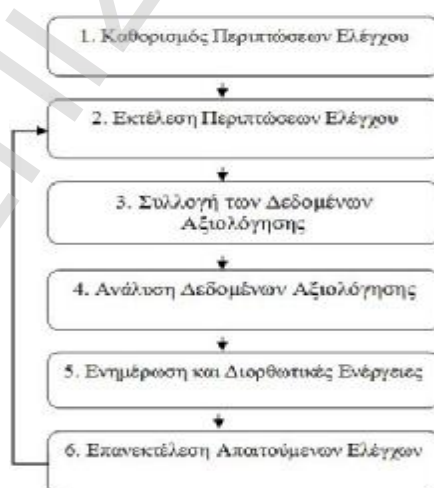 1. Καθορισμός Περιπτώσεων Ελέγχου
2. Εκτέλεση Περιπτώσεων Ελέγχου
3. Συλλογή των Δεδομένων
Αξιολόγησης
4. Ανάλυση Δεδομένων Αξιολόγησης
5. Ενημέρωση και Διορθωτικές Ενέργειες
6. Επανεκτέλεση Απαιτούμενων Ελέγχων